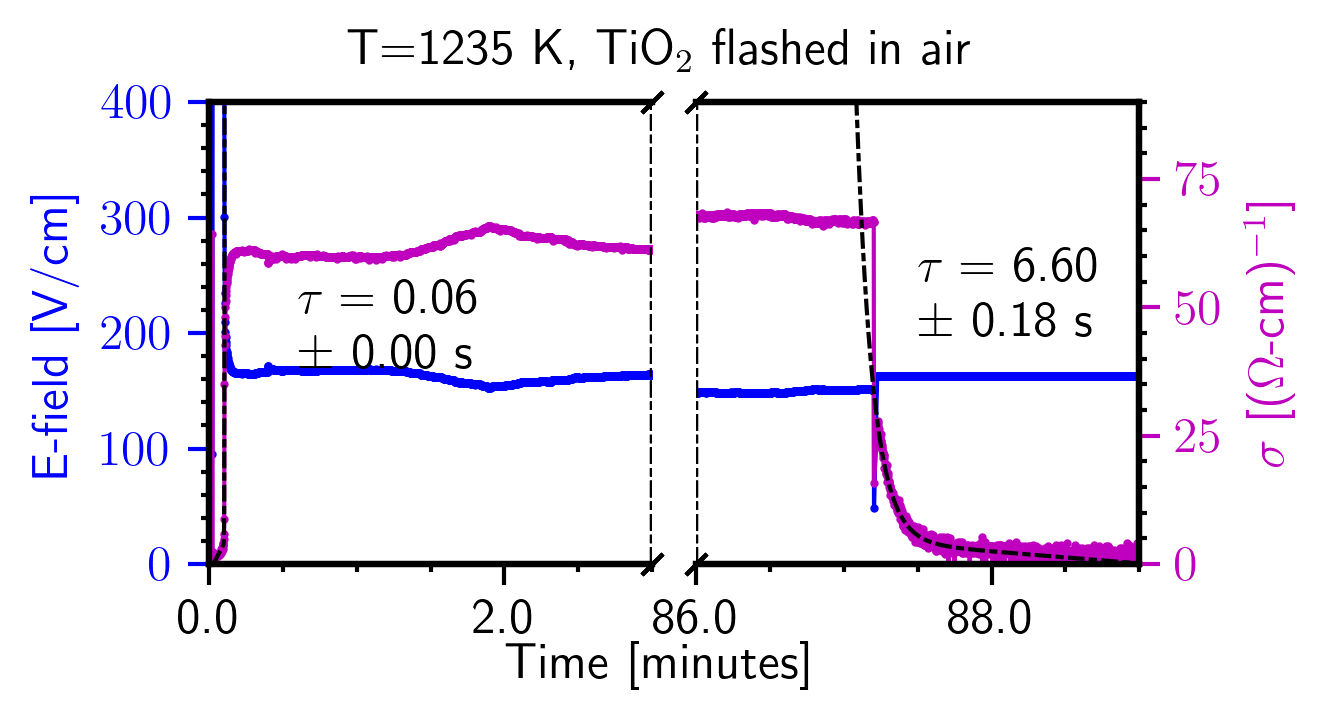 T=1235 K, TiO₂ flashed in air
E-field [V/cm]
400
300
200
100
0
τ = 0.06
± 0.00 s
τ = 6.60
± 0.18 s
75
50
25
0
σ [(Ω-cm)⁻¹]
0.0 2.0 86.0 88.0
Time [minutes]